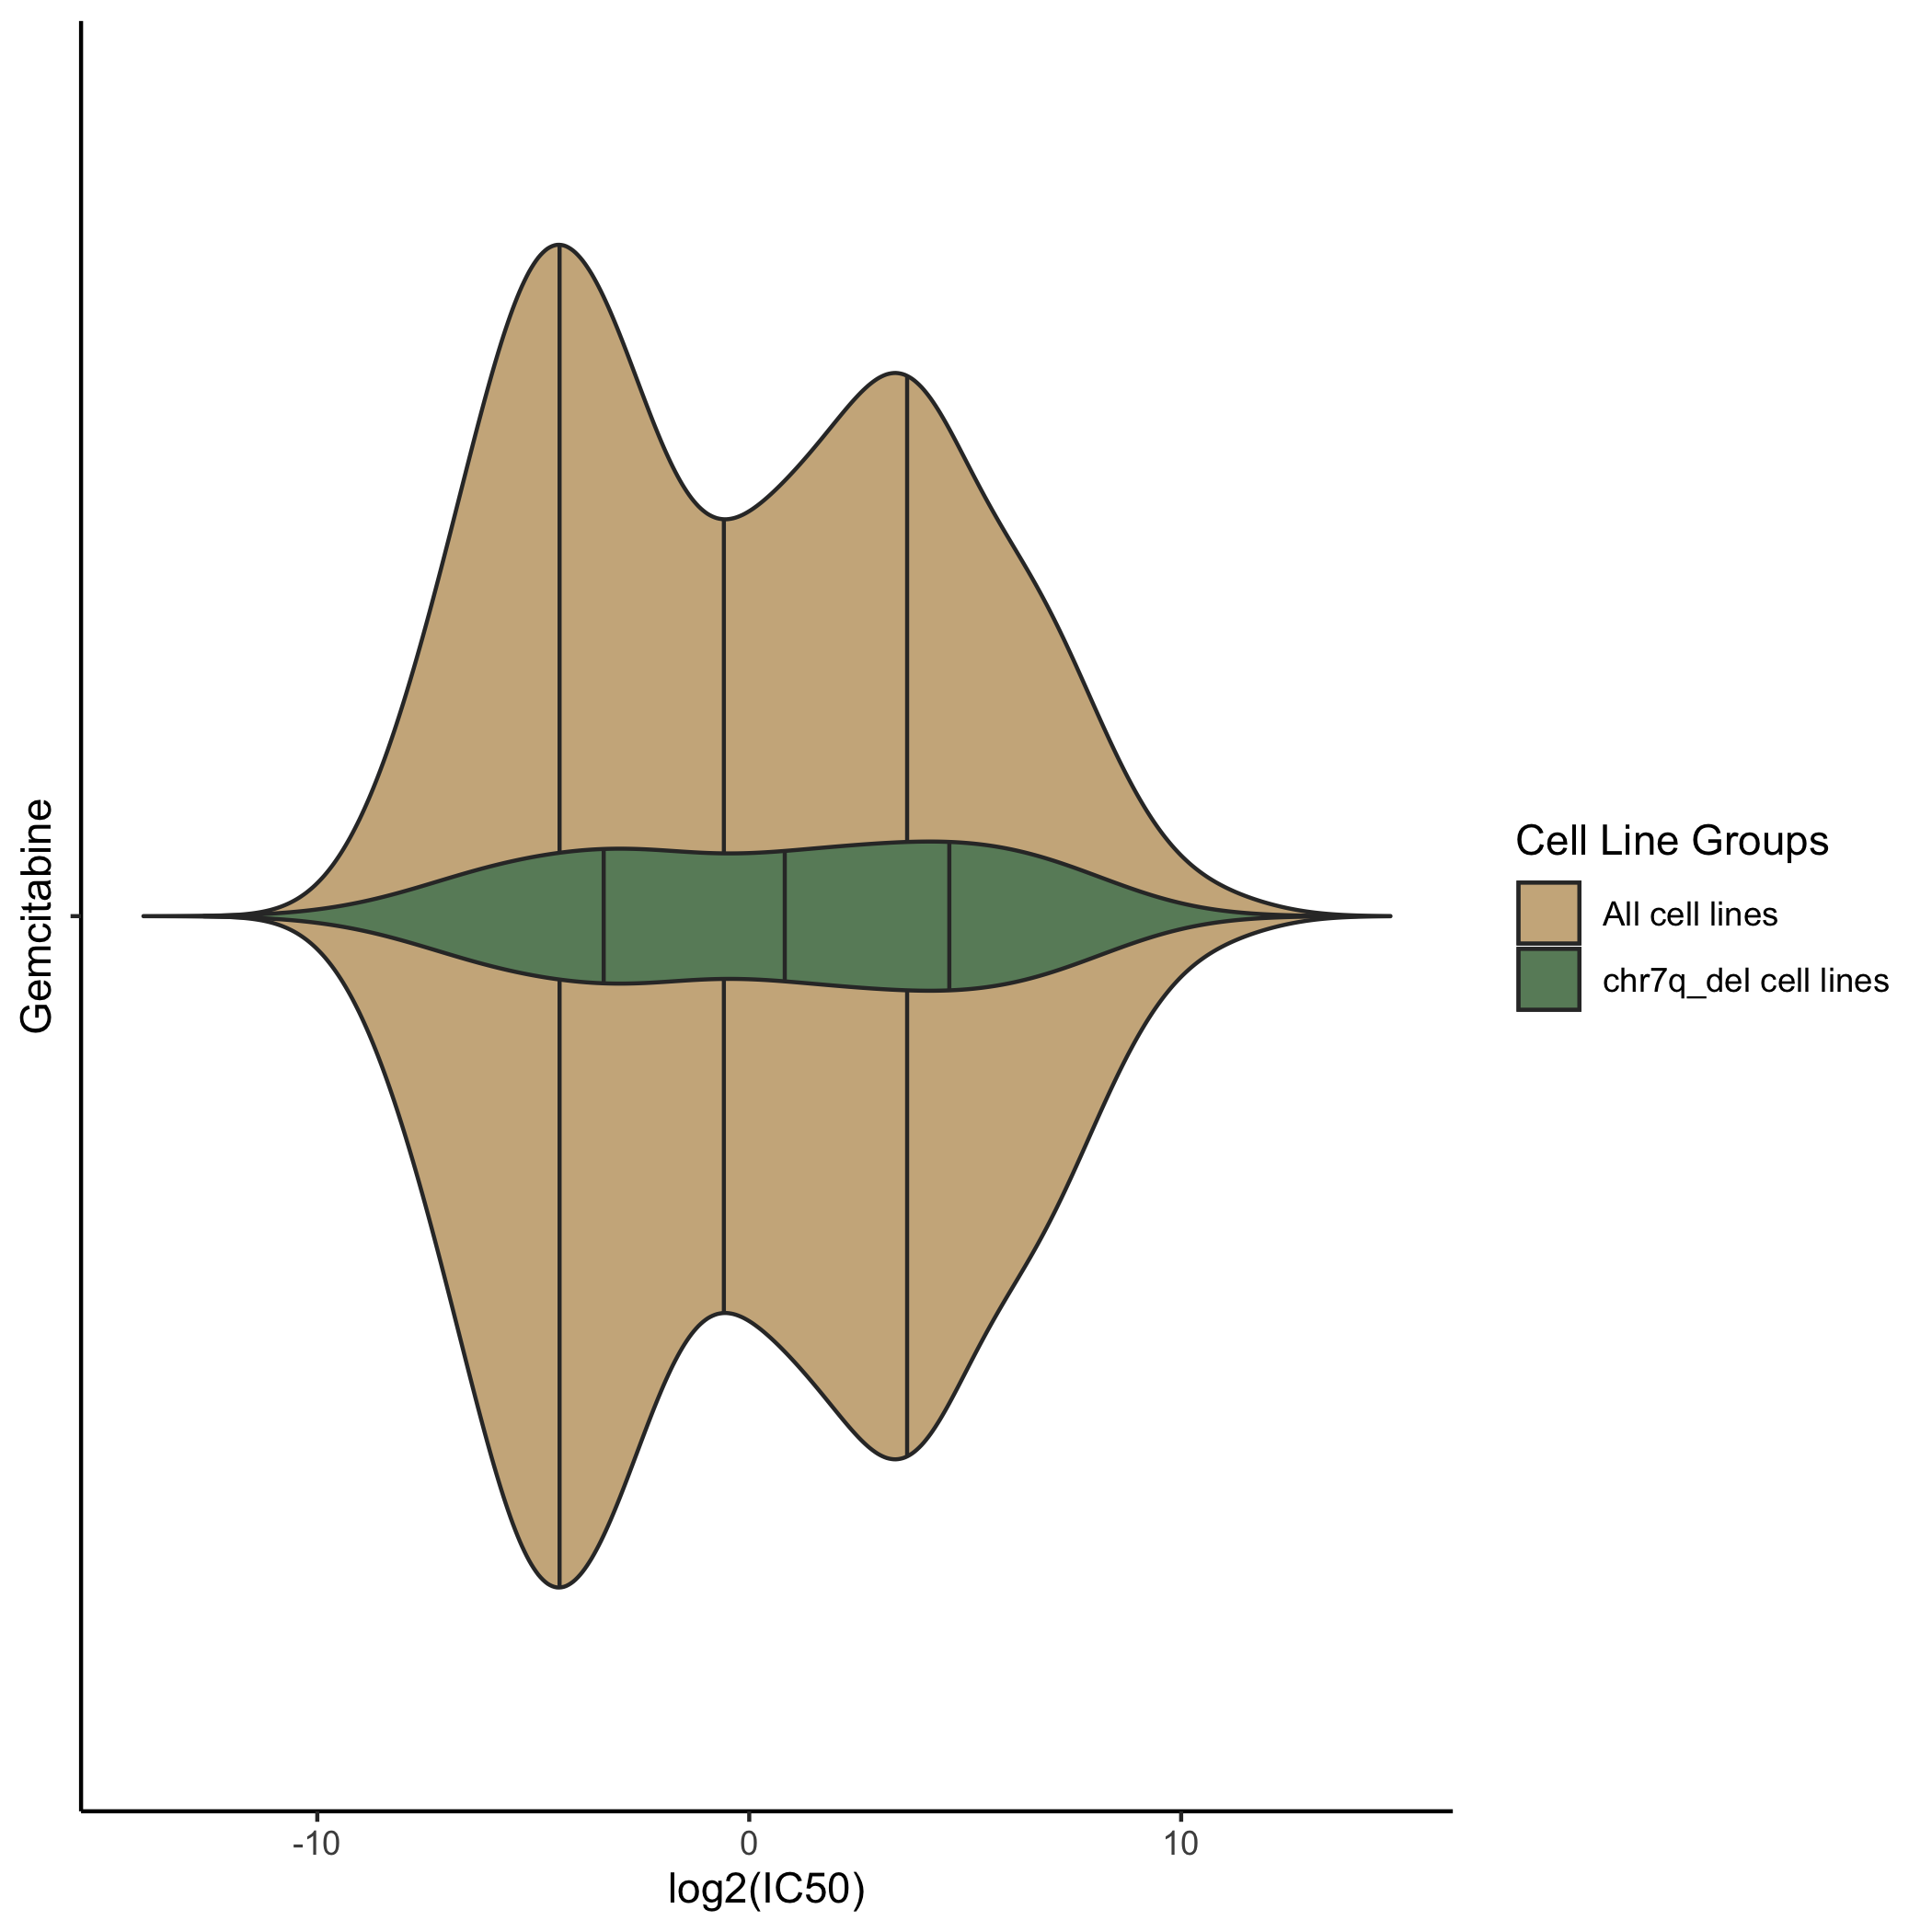 Gemcitabine
Cell Line Groups
All cell lines
chr7q_del cell lines
-10
0
10
log2(IC50)